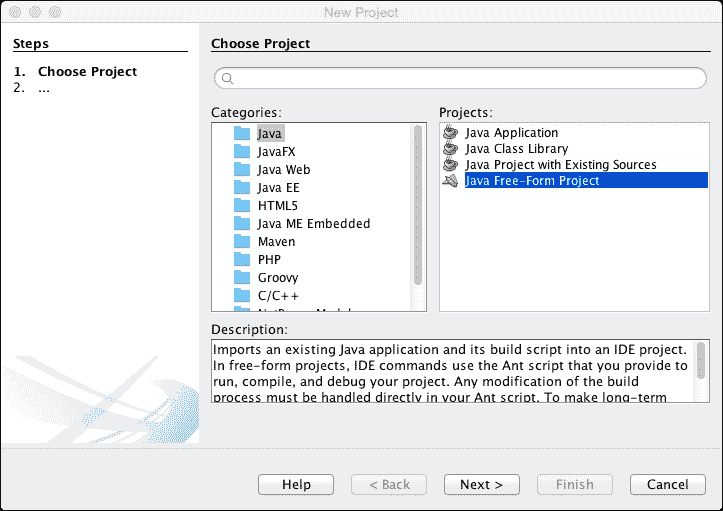 New Project
Steps
1. Choose Project
2. ...
Choose Project
Categories:
Java
JavaFX
Java Web
Java EE
HTML5
Java ME Embedded
Maven
PHP
Groovy
C/C++
Projects:
Java Application
Java Class Library
Java Project with Existing Sources
Java Free-Form Project
Description:
Imports an existing Java application and its build script into an IDE project.
In free-form projects, IDE commands use the Ant script that you provide to
run, compile, and debug your project. Any modification of the build
process must be handled directly in your Ant script. To make long-term
Help
< Back
Next >
Finish
Cancel